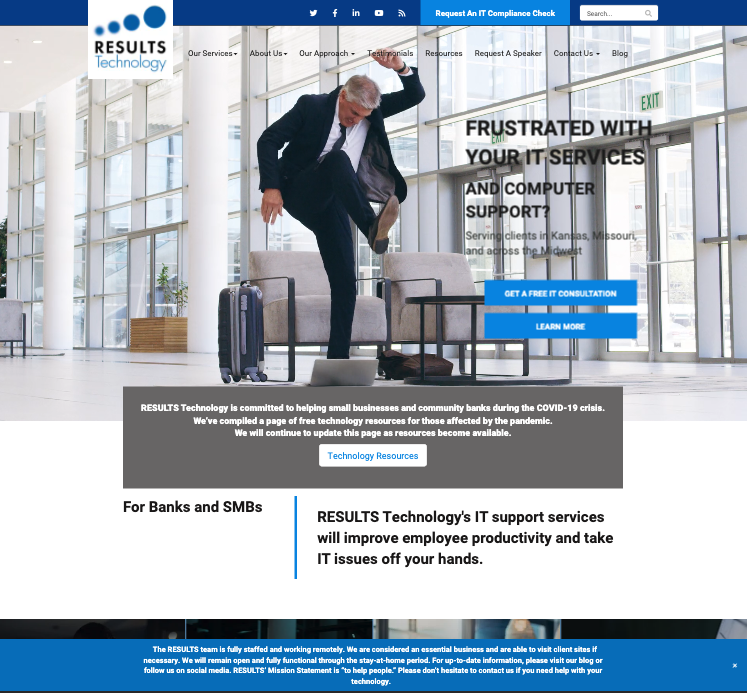 Request An IT Compliance Check
Search...
RESULTS
Technology
Our Services
About Us
Our Approach
Testimonials
Resources
Request A Speaker
Contact Us
Blog
EXIT
EXIT
FRUSTRATED WITH
YOUR IT SERVICES
AND COMPUTER
SUPPORT?
Serving clients in Kansas, Missouri,
and across the Midwest
GET A FREE IT CONSULTATION
LEARN MORE
RESULTS Technology is committed to helping small businesses and community banks during the COVID-19 crisis.
We've compiled a page of free technology resources for those affected by the pandemic.
We will continue to update this page as resources become available.
Technology Resources
For Banks and SMBs
RESULTS Technology's IT support services
will improve employee productivity and take
IT issues off your hands.
The RESULTS team is fully staffed and working remotely. We are considered an essential business and are able to visit client sites if
necessary. We will remain open and fully functional through the stay-at-home period. For up-to-date information, please visit our blog or
follow us on social media. RESULTS' Mission Statement is "to help people." Please don't hesitate to contact us if you need help with your
technology.